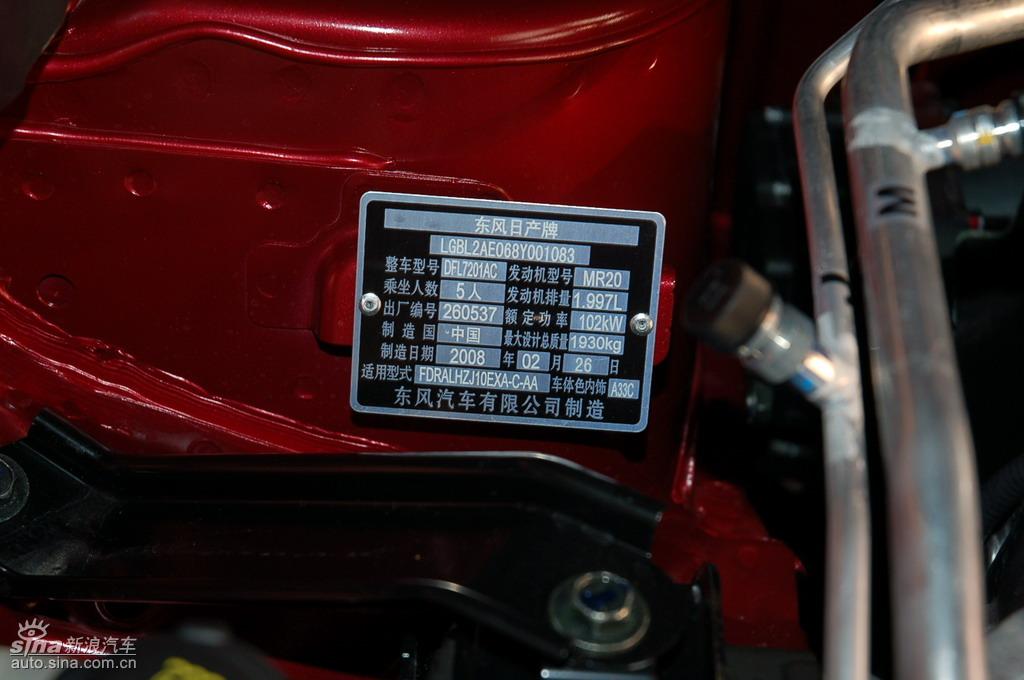 东风日产牌
LGBL2AE068Y001083
整车型号 DFL7201AC 发动机型号 MR20
乘坐人数 5人 发动机排量 1.997L
出厂编号 260537 额定功率 102kW
制造国 中国 最大设计总质量 1930kg
制造日期 2008 年 02 月 26 日
适用型式 FDRALHZJ10EXA-C-AA 车体色内饰 A33C
东风汽车有限公司制造
sina 新浪汽车
auto.sina.com.cn